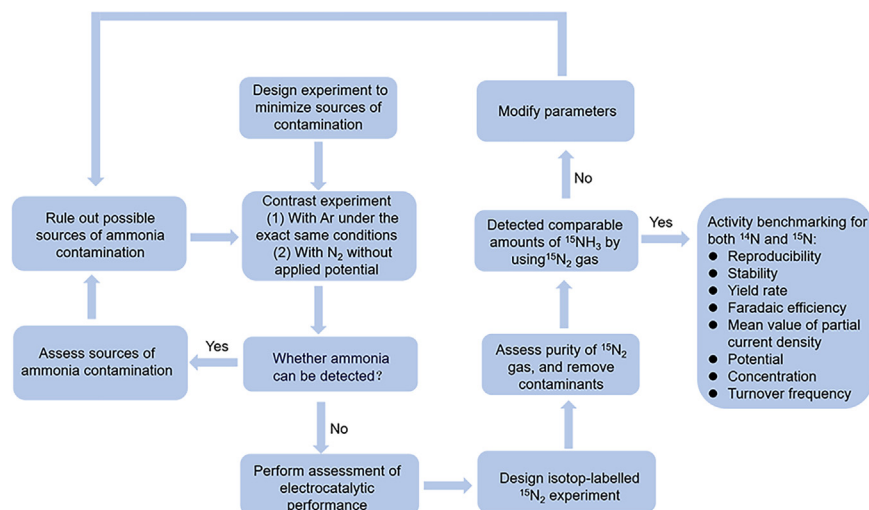 Design experiment to
minimize sources of
contamination
Contrast experiment
(1) With Ar under the
exact same conditions
(2) With N₂ without
applied potential
Rule out possible
sources of ammonia
contamination
Assess sources of
ammonia contamination
Yes
Whether ammonia
can be detected?
No
Perform assessment of
electrocatalytic
performance
Design isotop-labelled
¹⁵N₂ experiment
Assess purity of ¹⁵N₂
gas, and remove
contaminants
Detected comparable
amounts of ¹⁵NH₃ by
using¹⁵N₂ gas
No
Modify parameters
Yes
Activity benchmarking for
both ¹⁴N and ¹⁵N:
● Reproducibility
● Stability
● Yield rate
● Faradaic efficiency
● Mean value of partial
current density
● Potential
● Concentration
● Turnover frequency